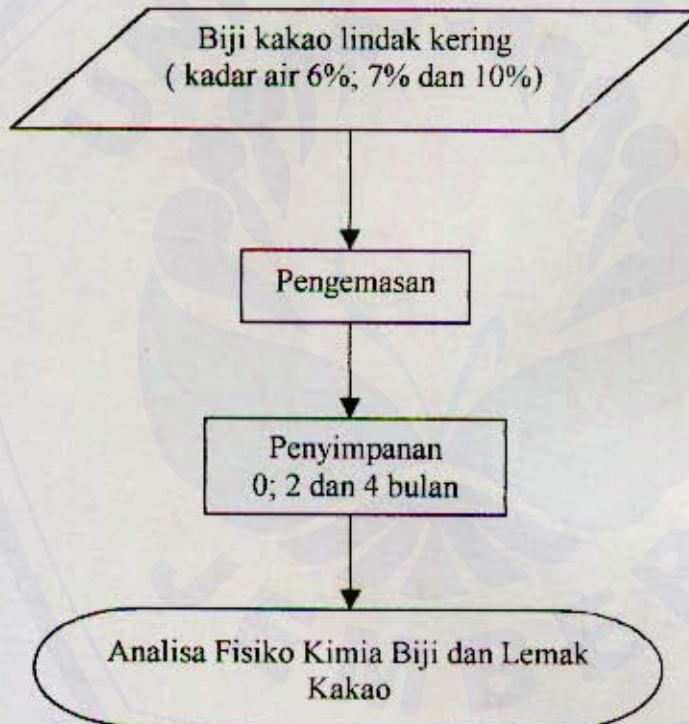 Biji kakao lindak kering
( kadar air 6%; 7% dan 10%)
Pengemasan
Penyimpanan
0; 2 dan 4 bulan
Analisa Fisiko Kimia Biji dan Lemak
Kakao